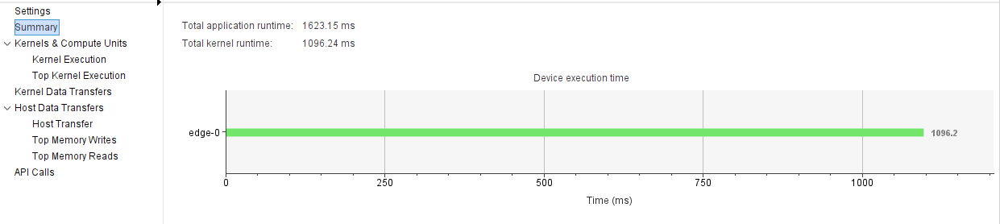 Settings
Summary
Kernels & Compute Units
Kernel Execution
Top Kernel Execution
Kernel Data Transfers
Host Data Transfers
Host Transfer
Top Memory Writes
Top Memory Reads
API Calls
Total application runtime: 1623.15 ms
Total kernel runtime: 1096.24 ms
Device execution time
edge-0
1096.2
0 250 500 750 1000
Time (ms)